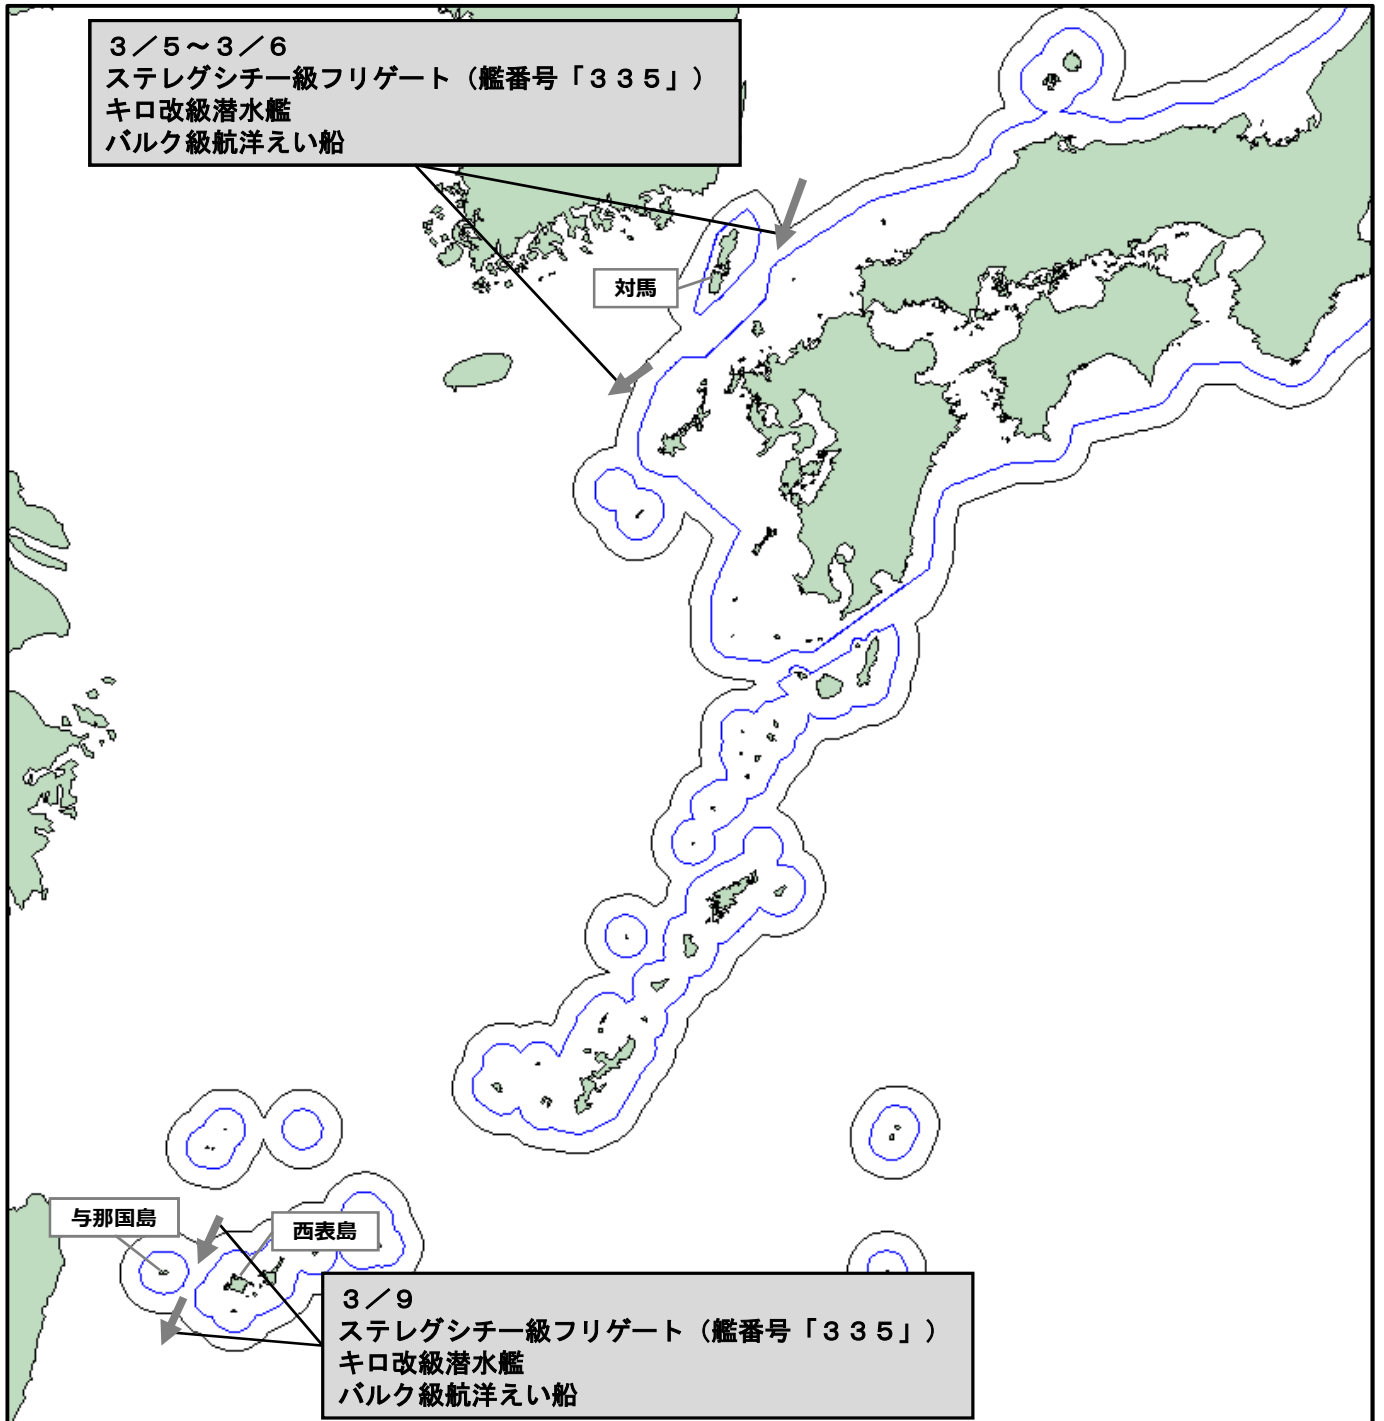 ３／５～３／６
ステレグシチー級フリゲート（艦番号「３３５」）
キロ改級潜水艦
バルク級航洋えい船
対馬
与那国島
西表島
３／９
ステレグシチー級フリゲート（艦番号「３３５」）
キロ改級潜水艦
バルク級航洋えい船